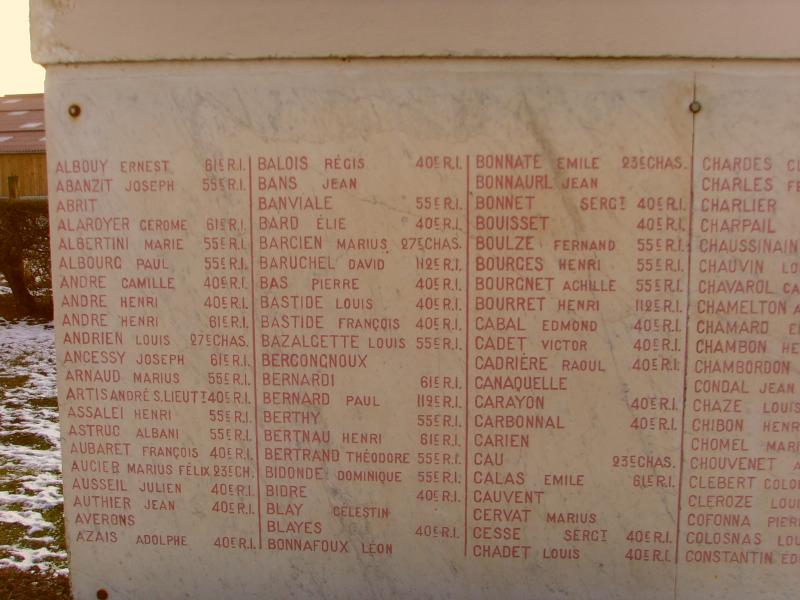 ALBOUY ERNEST 61E R.I.
ABANZIT JOSEPH 55E R.I.
ABRIT
ALAROYER GEROME 61E R.I.
ALBERTINI MARIE 55E R.I.
ALBOURG PAUL 55E R.I.
ANDRE CAMILLE 40E R.I.
ANDRE HENRI 40E R.I.
ANDRE HENRI 61E R.I.
ANDRIEN LOUIS 27E CHAS.
ANCESSY JOSEPH 61E R.I.
ARNAUD MARIUS 55E R.I.
ARTIS ANDRÉ S.LIEUT T 40E R.I.
ASSALEI HENRI 55E R.I.
ASTRUC ALBANI 55E R.I.
AUBARET FRANÇOIS 40E R.I.
AUCIER MARIUS FÉLIX 23E CH.
AUSSEIL JULIEN 40E R.I.
AUTHIER JEAN 40E R.I.
AVERONS
AZAIS ADOLPHE 40E R.I.
BALOIS RÉGIS 40E R.I.
BANS JEAN
BANVIALE 55E R.I.
BARD ÉLIE 40E R.I.
BARCIEN MARIUS 27E CHAS.
BARUCHEL DAVID 112E R.I.
BAS PIERRE 40E R.I.
BASTIDE LOUIS 40E R.I.
BASTIDE FRANÇOIS 40E R.I.
BAZALGETTE LOUIS 55E R.I.
BERGONGNOUX
BERNARDI 61E R.I.
BERNARD PAUL 112E R.I.
BERTHY 55E R.I.
BERTNAU HENRI 61E R.I.
BERTRAND THÉODORE 55E R.I.
BIDONDE DOMINIQUE 55E R.I.
BIDRE 40E R.I.
BLAY CELESTIN
BLAYES 40E R.I.
BONNAFOUX LÉON
BONNATE EMILE 23E CHAS.
BONNAURL JEAN
BONNET SERGT 40E R.I.
BOUISSET 40E R.I.
BOULZE FERNAND 55E R.I.
BOURGES HENRI 55E R.I.
BOURGNET ACHILLE 55E R.I.
BOURRET HENRI 112E R.I.
CABAL EDMOND 40E R.I.
CADET VICTOR 40E R.I.
CADRIÈRE RAOUL 40E R.I.
CANAQUELLE
CARAYON 40E R.I.
CARBONNAL 40E R.I.
CARIEN
CAU 23E CHAS.
CALAS EMILE 61E R.I.
CAUVENT
CERVAT MARIUS
CESSE SERGT 40E R.I.
CHADET LOUIS 40E R.I.
CHARDES
CHARLES
CHARLIER
CHARPAIL
CHAUSSINAIN
CHAUVIN
CHAVAROL
CHAMELTON
CHAMARD
CHAMBON
CHAMBORDON
CONDAL JEAN
CHAZE LOUIS
CHIBON
CHOMEL
CHOUVENET
CLEBERT
CLEROZE
COFONNA
COLOSNAS
CONSTANTIN